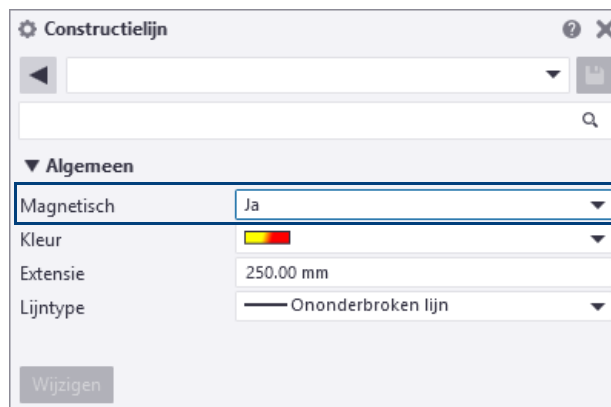 Constructielijn
Algemeen
Magnetisch Ja
Kleur
Extensie 250.00 mm
Lijntype Ononderbroken lijn
Wijzigen